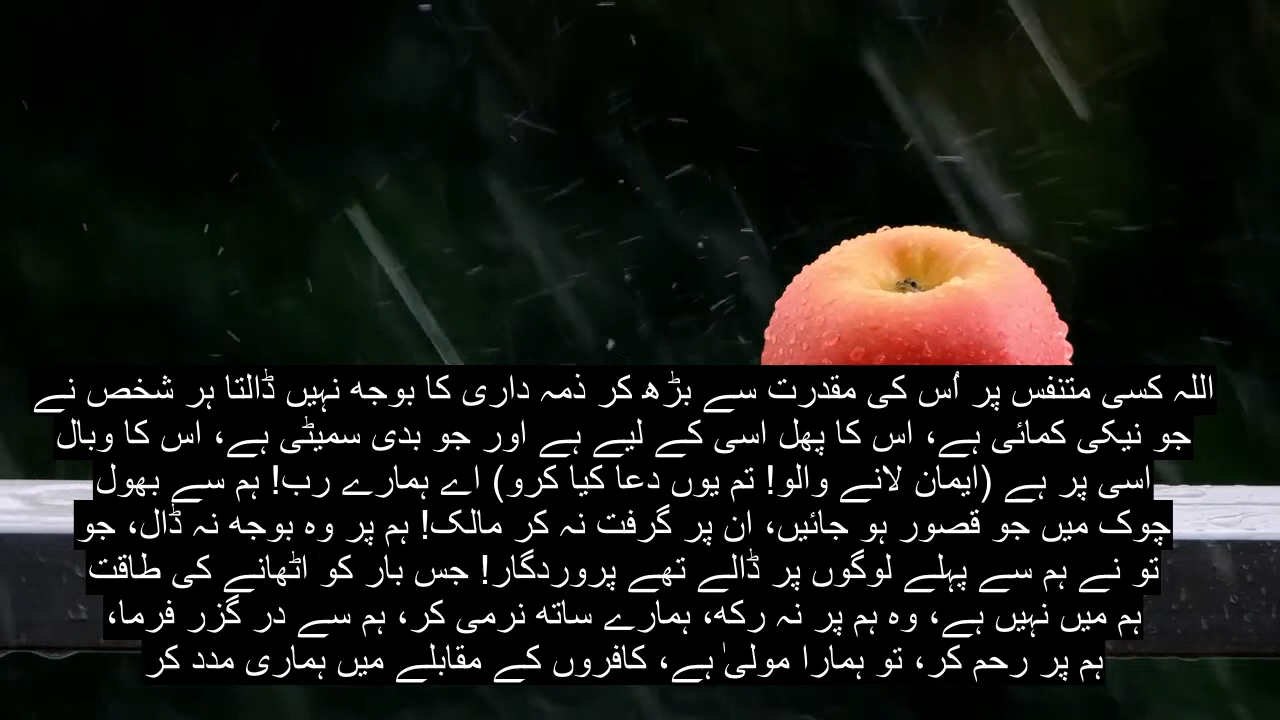 اللہ کسی متنفس پر اُس کی مقدرت سے بڑھ کر ذمہ داری کا بوجھ نہیں ڈالتا ہر شخص نے
جو نیکی کمائی ہے، اس کا پھل اسی کے لیے ہے اور جو بدی سمیٹی ہے، اس کا وبال
اسی پر ہے (ایمان لانے والو! تم یوں دعا کیا کرو) اے ہمارے رب! ہم سے بھول
چوک میں جو قصور ہو جائیں، ان پر گرفت نہ کر مالک! ہم پر وہ بوجھ نہ ڈال، جو
تو نے ہم سے پہلے لوگوں پر ڈالے تھے پروردگار! جس بار کو اٹھانے کی طاقت
ہم میں نہیں ہے، وہ ہم پر نہ رکھ، ہمارے ساتھ نرمی کر، ہم سے در گزر فرما،
ہم پر رحم کر، تو ہمارا مولیٰ ہے، کافروں کے مقابلے میں ہماری مدد کر